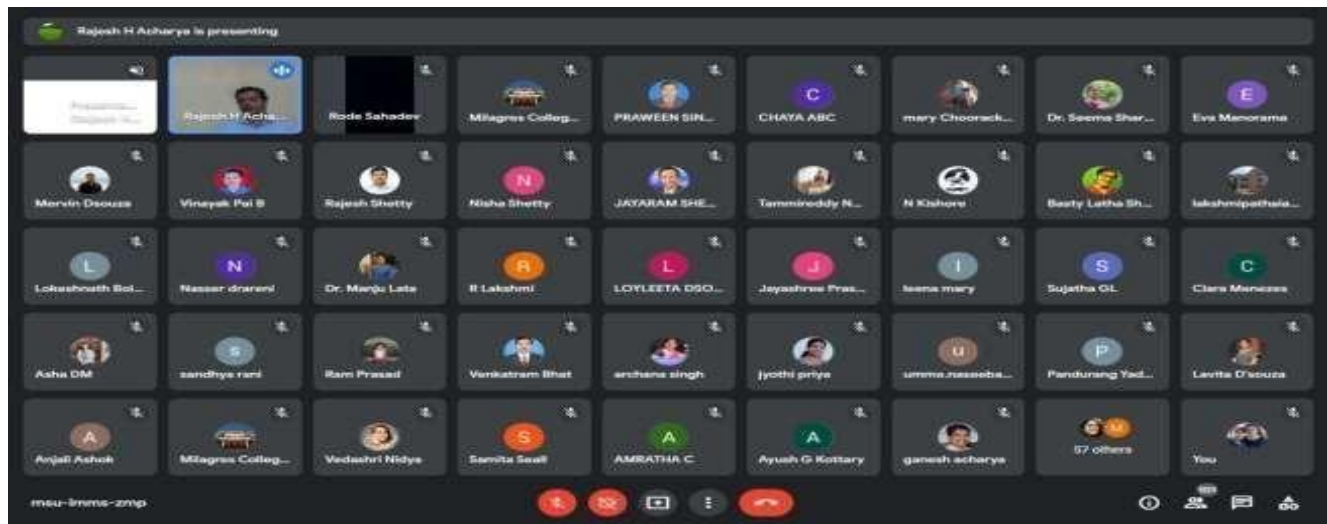 Rajesh H Acharya is presenting
Rajesh H Acha...
Rode Sahadev
Milagres Colleg...
PRAWEEN SIN...
C
CHAYA ABC
mary Choorack...
Dr. Seema Shar...
E
Eva Manorama
Mervin Dsouza
Vinayak Pai B
Rajesh Shetty
N
Nisha Shetty
JAYARAM SHE...
Tammireddy N...
N Kishore
Basty Latha Sh...
lakshmipathaia...
L
Lokeshnath Bol...
N
Nasser drareni
Dr. Manju Lata
R
R Lakshmi
L
LOYLEETA DSO...
J
Jayashree Pras...
l
leena mary
S
Sujatha GL
C
Clara Menezes
Asha DM
s
sandhya rani
Ram Prasad
Venkatram Bhat
archana singh
jyothi priya
u
umma.naseeba...
P
Pandurang Yad...
Lavita D'souza
A
Anjali Ashok
Milagres Colleg...
Vedashri Nidya
S
Samita Seall
A
AMRATHA C
A
Ayush G Kottary
ganesh acharya
57 others
You
msu-imms-zmp